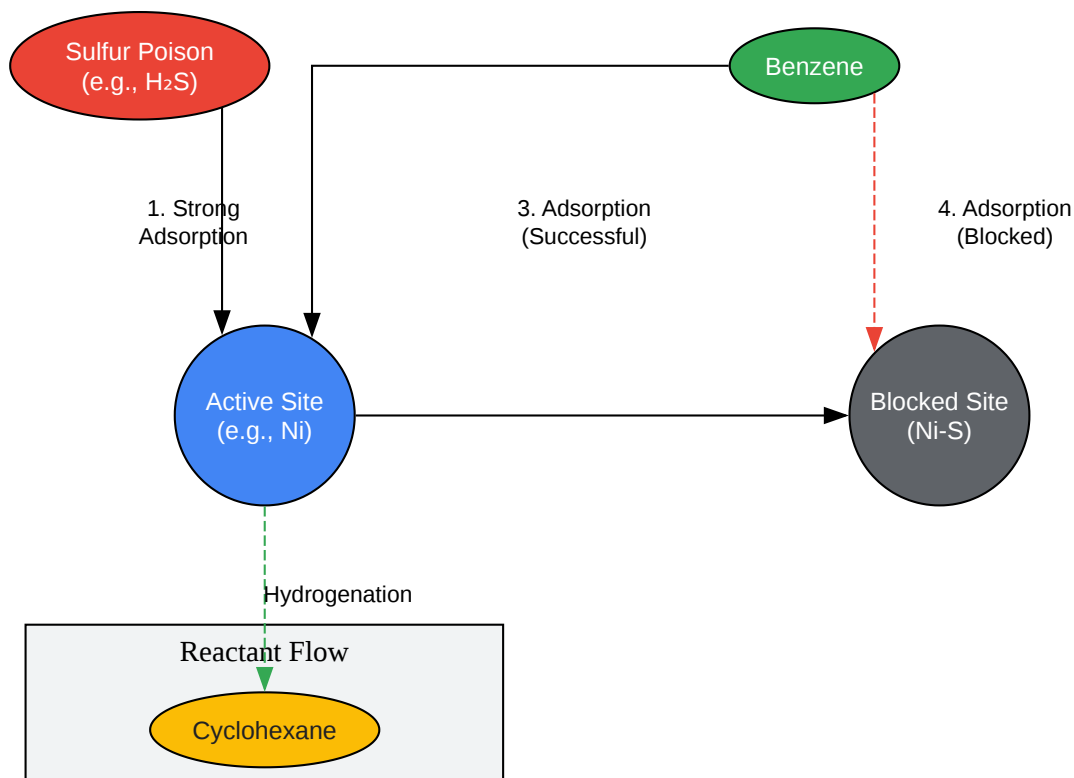 Sulfur Poison
(e.g., H₂S)
Benzene
1. Strong
Adsorption
3. Adsorption
(Successful)
4. Adsorption
(Blocked)
Active Site
(e.g., Ni)
Blocked Site
(Ni-S)
Hydrogenation
Reactant Flow
Cyclohexane